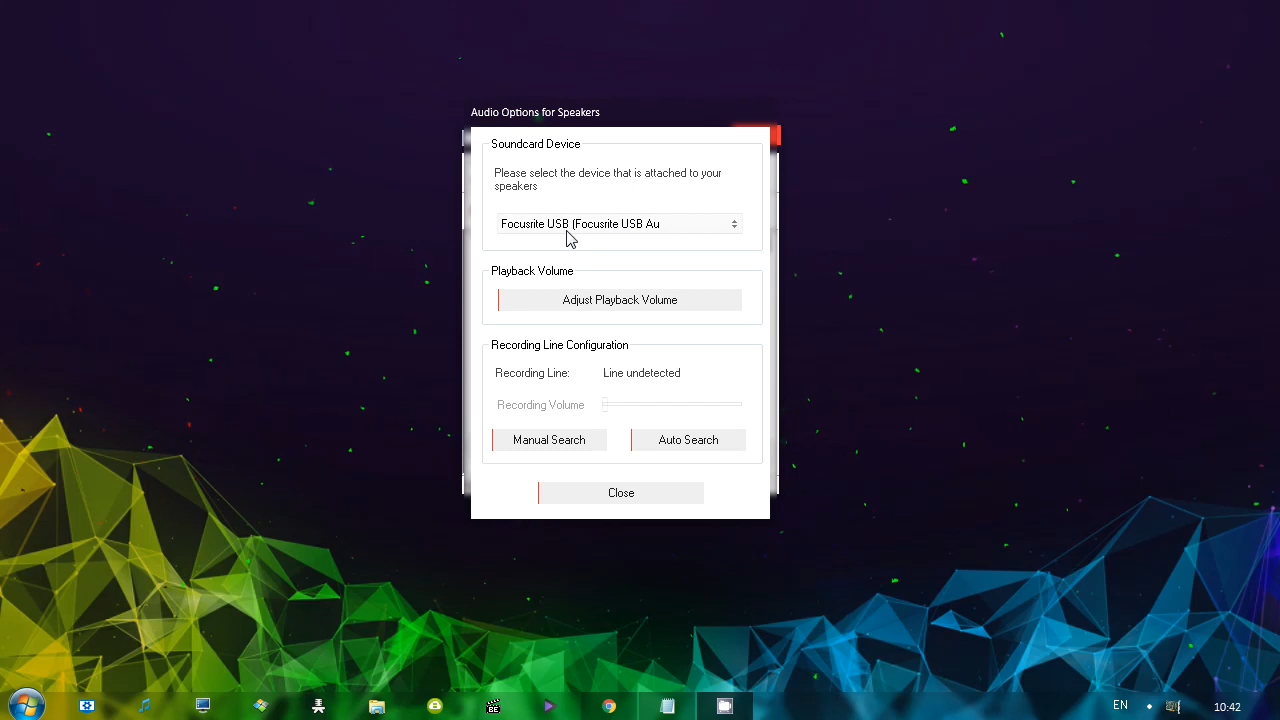 Audio Options for Speakers
Soundcard Device
Please select the device that is attached to your
speakers
Focusrite USB (Focusrite USB Au
Playback Volume
Adjust Playback Volume
Recording Line Configuration
Recording Line: Line undetected
Recording Volume
Manual Search Auto Search
Close
BE
EN 10:42